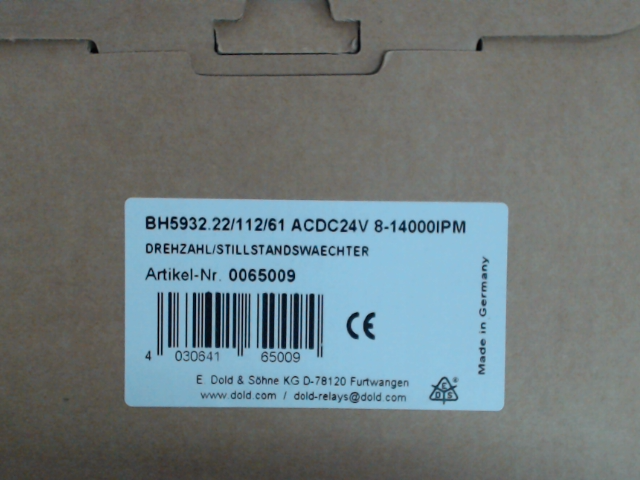 BH5932.22/112/61 ACDC24V 8-14000IPM
DREHZAHL/STILLSTANDSWAECHTER
Artikel-Nr. 0065009
4 030641 65009
CE
Made in Germany
E. Dold & Söhne KG D-78120 Furtwangen
www.dold.com / dold-relays@dold.com
E
D S
®